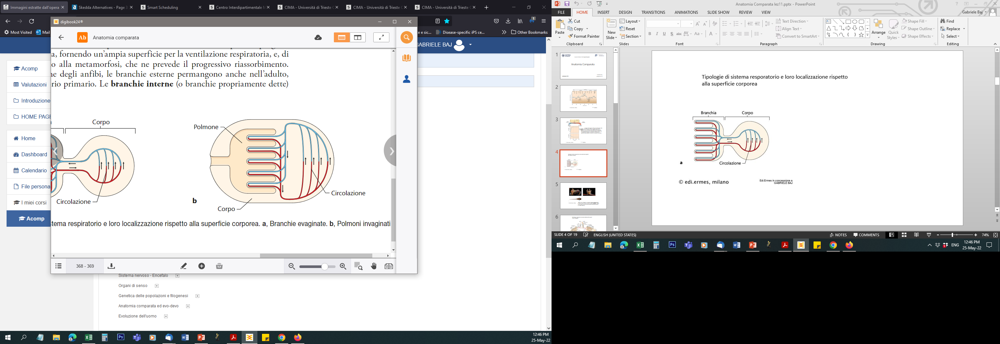 Immagini estratte dall'opera
Skedda Alternatives - Page 3
Smart Scheduling
Centro Interdipartimentale M
CIMA - Università di Trieste C
CIMA - Università di Trieste C
CIMA - Università di Trieste C
Most Visited
Mail
e e sic...
Disease-specific iPS ce...
Other Bookmarks
GABRIELE BAJ
Acomp
Valutazioni
Introduzione
HOME PAGE
Home
Dashboard
Calendario
File persona
I miei corsi
Acomp
digibook24®
Ab Anatomia comparata
a, fornendo un'ampia superficie per la ventilazione respiratoria, e, di
o alla metamorfosi, che ne prevede il progressivo riassorbimento.
ne degli anfibi, le branchie esterne permangono anche nell'adulto,
rio primario. Le branchie interne (o branchie propriamente dette)
Corpo
Circolazione
Polmone
Circolazione
b
Corpo
stema respiratorio e loro localizzazione rispetto alla superficie corporea. a, Branchie evaginate. b, Polmoni invaginati
368 - 369
Sistema nervoso - Encefalo
Organi di senso
Genetica delle popolazioni e filogenesi
Anatomia comparata ed evo-devo
Evoluzione dell'uomo
12:46 PM
25-May-22
Anatomia Comparata lez11.pptx - PowerPoint
FILE
HOME
INSERT
DESIGN
TRANSITIONS
ANIMATIONS
SLIDE SHOW
REVIEW
VIEW
Gabriele Baj
Paste
Cut
Copy
Format Painter
Clipboard
New
Slide
Layout
Reset
Section
Slides
Font
Text Direction
Align Text
Convert to SmartArt
Paragraph
Arrange
Quick
Styles
Shape Fill
Shape Outline
Shape Effects
Drawing
Find
Replace
Select
Editing
1
Anatomia Comparata
2
3
4
5
6
Tipologie di sistema resporatorio e loro localizzazione rispetto
alla superficie corporea
Branchia
Corpo
a
Circolazione
© edi.ermes, milano
Edi.Ermes in concessione a
GABRIELE BAJ
SLIDE 4 OF 19
ENGLISH (UNITED STATES)
NOTES
COMMENTS
74%
ENG
12:46 PM
25-May-22